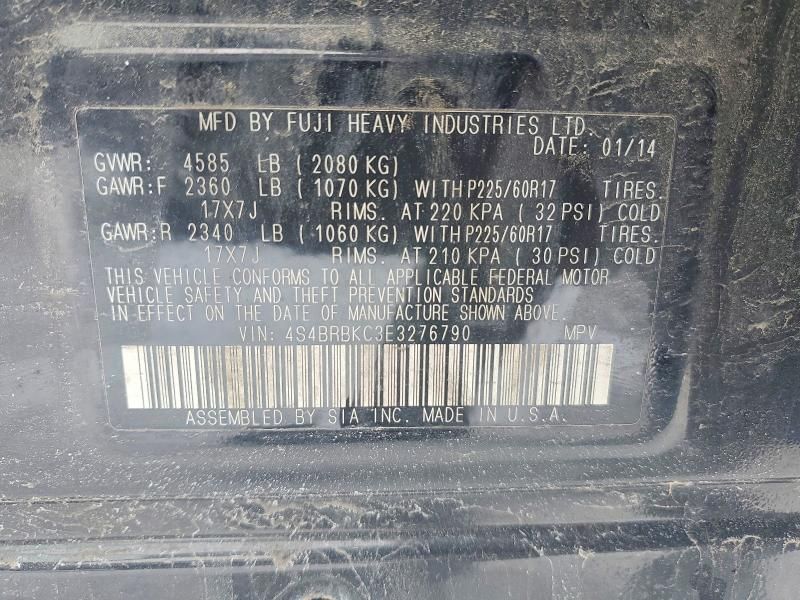 MFD BY FUJI HEAVY INDUSTRIES LTD.
DATE: 01/14
GVWR: 4585 LB (2080 KG)
GAWR:F 2360 LB (1070 KG) WITH P225/60R17 TIRES.
17X7J RIMS. AT 220 KPA (32 PSI) COLD
GAWR:R 2340 LB (1060 KG) WITH P225/60R17 TIRES.
17X7J RIMS. AT 210 KPA (30 PSI) COLD
THIS VEHICLE CONFORMS TO ALL APPLICABLE FEDERAL MOTOR
VEHICLE SAFETY AND THEFT PREVENTION STANDARDS
IN EFFECT ON THE DATE OF MANUFACTURE SHOWN ABOVE.
VIN: 4S4BRBKC3E3276790 MPV
ASSEMBLED BY SIA INC. MADE IN U.S.A.